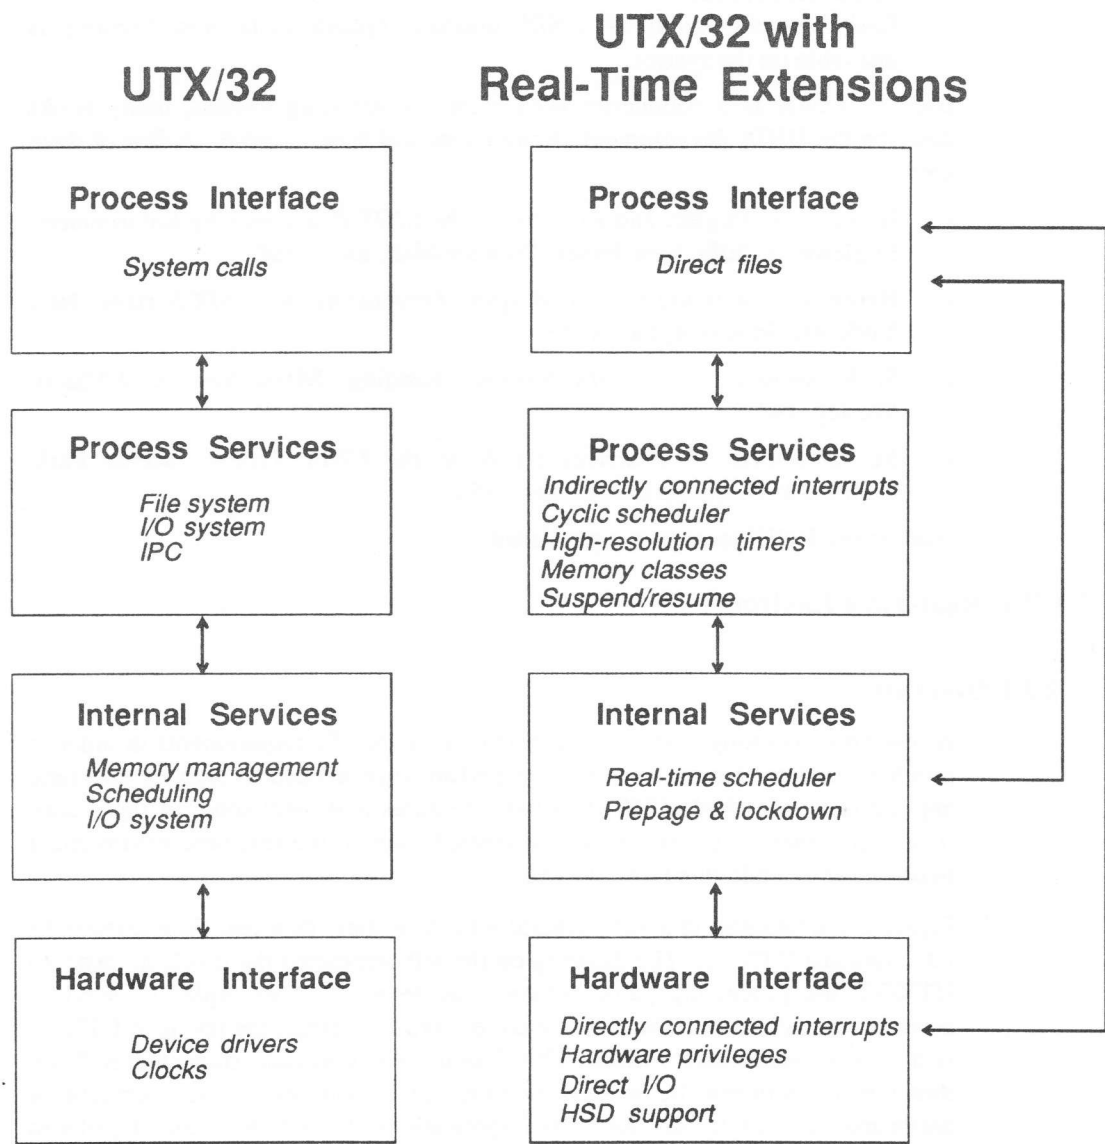 UTX/32
UTX/32 with
Real-Time Extensions
Process Interface
System calls
Process Services
File system
I/O system
IPC
Internal Services
Memory management
Scheduling
I/O system
Hardware Interface
Device drivers
Clocks
Process Interface
Direct files
Process Services
Indirectly connected interrupts
Cyclic scheduler
High-resolution timers
Memory classes
Suspend/resume
Internal Services
Real-time scheduler
Prepage & lockdown
Hardware Interface
Directly connected interrupts
Hardware privileges
Direct I/O
HSD support